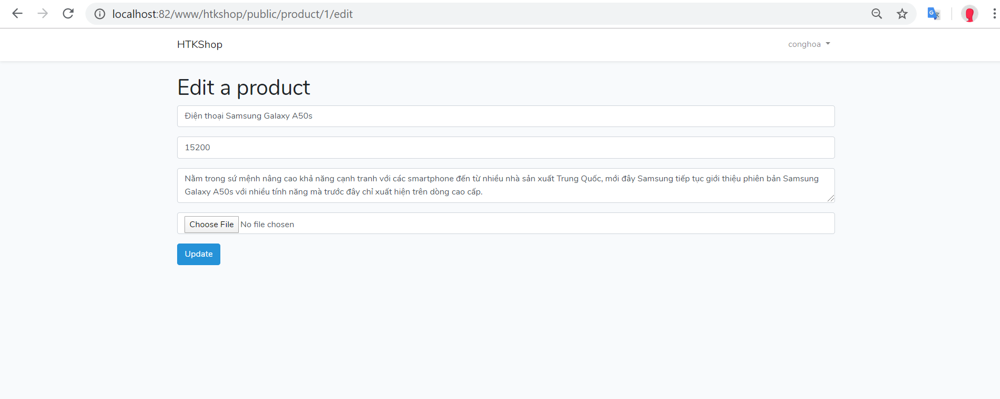 localhost:82/www/htkshop/public/product/1/edit
HTKShop
conghoa
Edit a product
Điện thoại Samsung Galaxy A50s
15200
Nằm trong sứ mệnh nâng cao khả năng cạnh tranh với các smartphone đến từ nhiều nhà sản xuất Trung Quốc, mới đây Samsung tiếp tục giới thiệu phiên bản Samsung
Galaxy A50s với nhiều tính năng mà trước đây chỉ xuất hiện trên dòng cao cấp.
Choose File No file chosen
Update